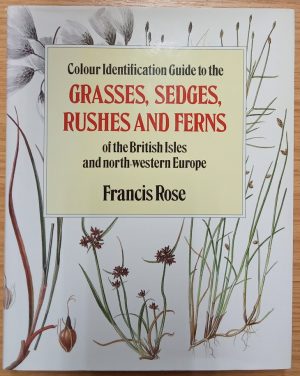 Colour Identification Guide to the
GRASSES, SEDGES,
RUSHES AND FERNS
of the British Isles
and north-western Europe
Francis Rose